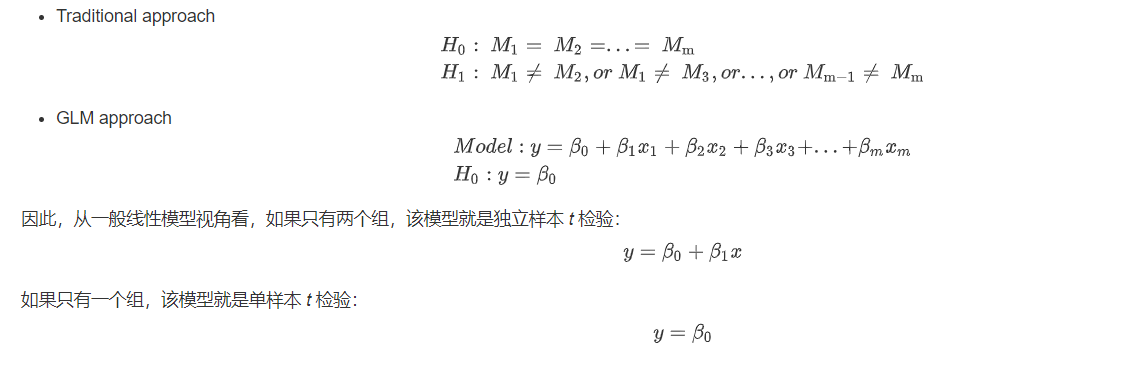 • Traditional approach
H₀ : M₁ = M₂ =...= Mₘ
H₁ : M₁ ≠ M₂, or M₁ ≠ M₃, or..., or Mₘ₋₁ ≠ Mₘ
• GLM approach
Model : y = β₀ + β₁x₁ + β₂x₂ + β₃x₃+...+βₘxₘ
H₀ : y = β₀
因此，从一般线性模型视角看，如果只有两个组，该模型就是独立样本 t 检验：
y = β₀ + β₁x
如果只有一个组，该模型就是单样本 t 检验：
y = β₀